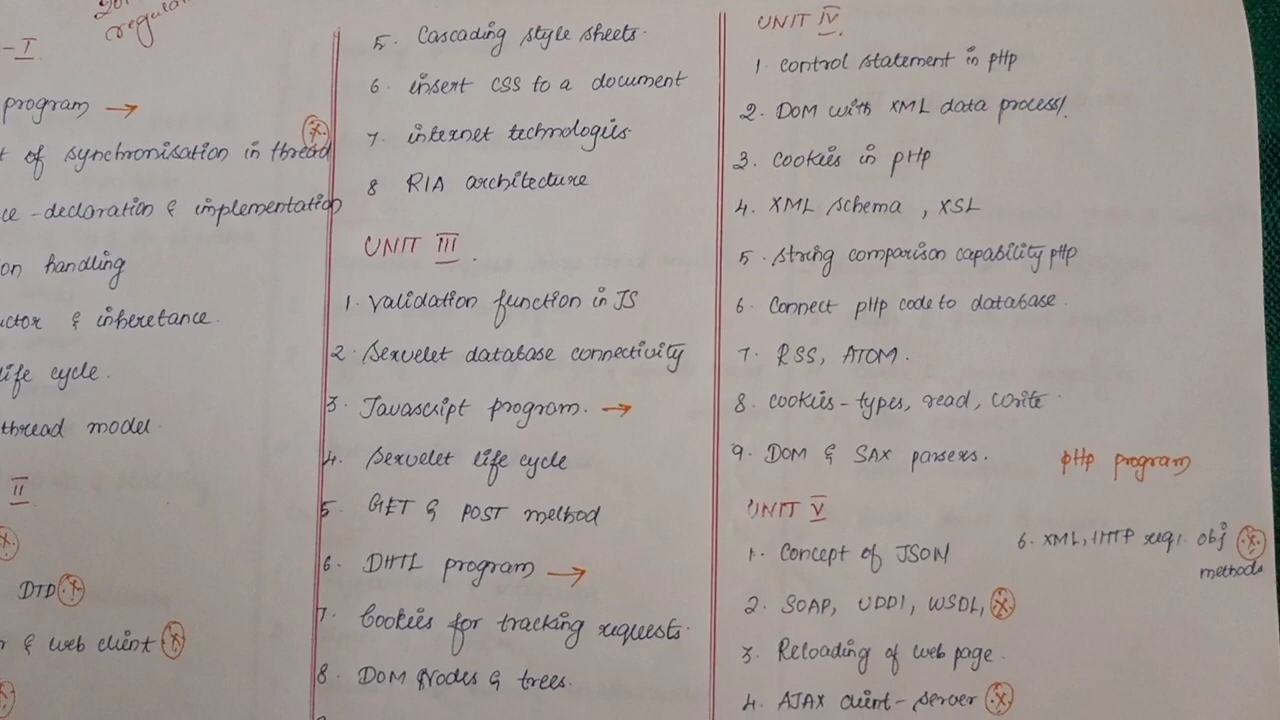 regula
- I
program →
t of synchronisation in thread
ce - declaration & implementation
on handling
uctor & inheretance.
life cycle.
thread model.
II
DTD
r & web client
5. Cascading style sheets.
6. insert CSS to a document
7. internet technologies.
8 RIA architecture
UNIT III.
1. validation function in JS
2. servelet database connectivity
3. Javascript program. →
4. servelet life cycle
5. GET & POST method
6. DHTL program →
7. Cookies for tracking requests.
8. DOM Nodes & trees.
UNIT IV.
1. control statement in pHp
2. DOM with XML data process/.
3. cookies in pHp
4. XML schema , XSL
5. string comparison capability pHp
6. Connect pHp code to database.
7. RSS, ATOM.
8. cookies - types, read, write.
9. DOM & SAX parsers.
pHp program
UNIT V
1. Concept of JSON
2. SOAP, UDDI, WSDL,
3. Reloading of web page.
4. AJAX client - server
6. XML, HTTP req. obj
methods